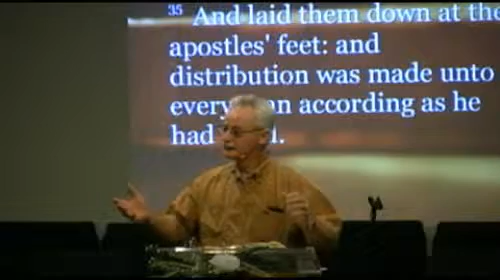 35 And laid them down at the
apostles' feet: and
distribution was made unto
every an according as he
had .